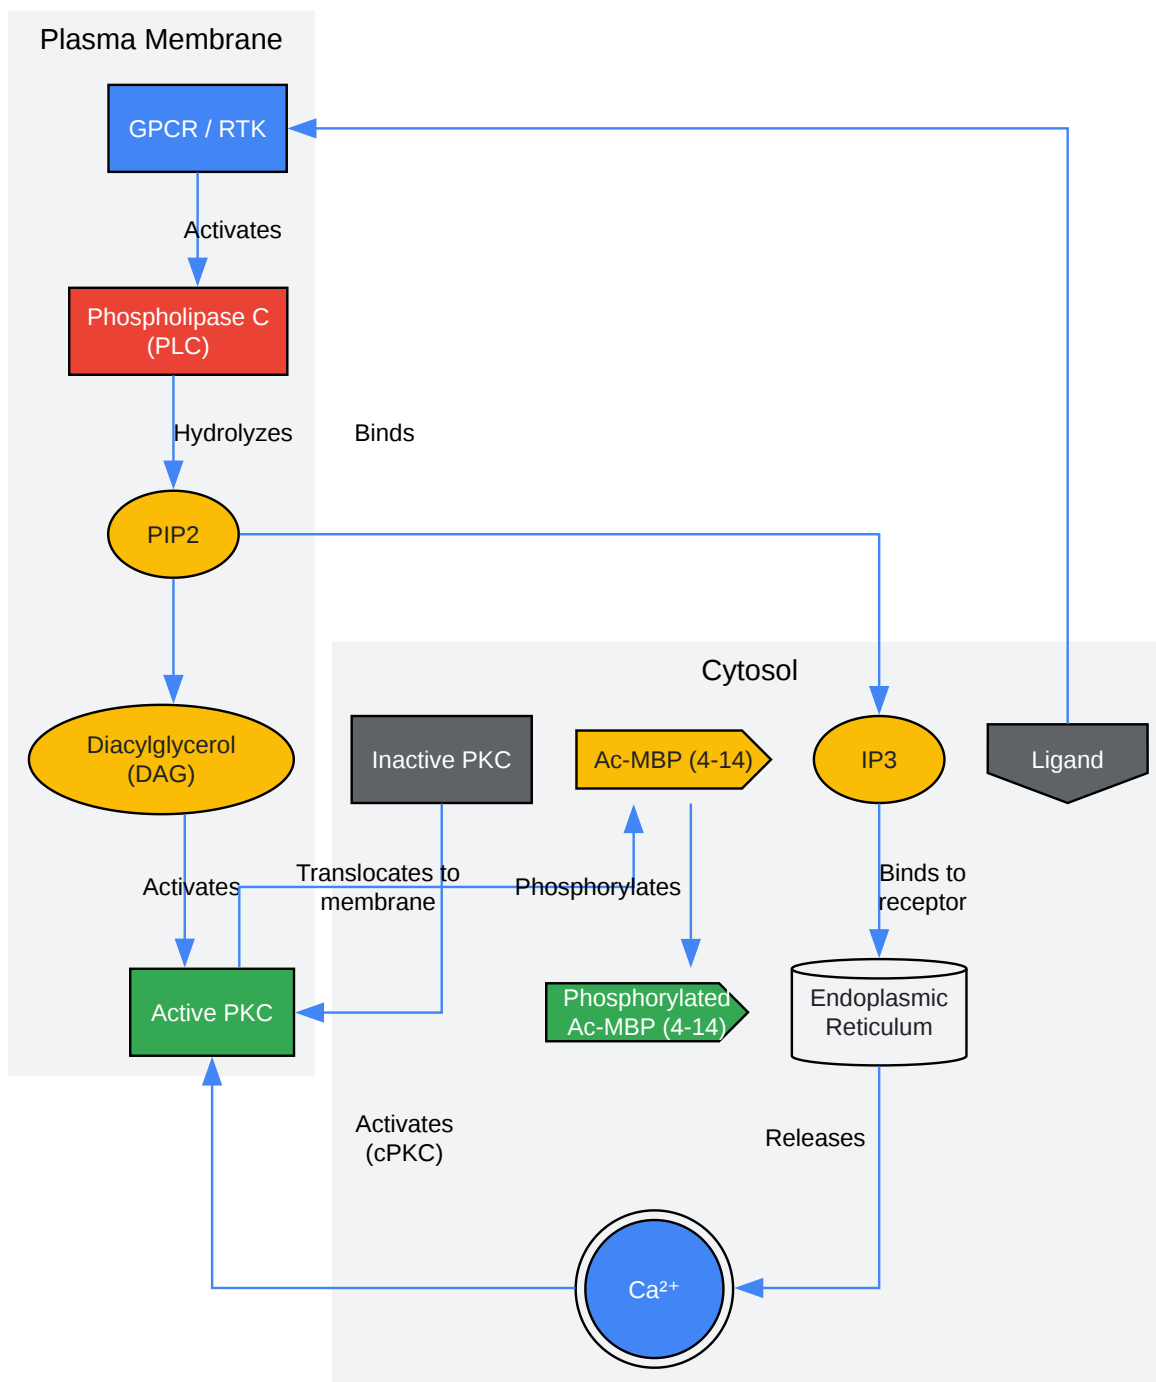 Plasma Membrane
GPCR / RTK
Activates
Phospholipase C
(PLC)
Hydrolyzes
Binds
PIP2
Cytosol
Diacylglycerol
(DAG)
Inactive PKC
Ac-MBP (4-14)
IP3
Ligand
Activates
Translocates to
membrane
Phosphorylates
Binds to
receptor
Active PKC
Phosphorylated
Ac-MBP (4-14)
Endoplasmic
Reticulum
Activates
(cPKC)
Releases
Ca²⁺